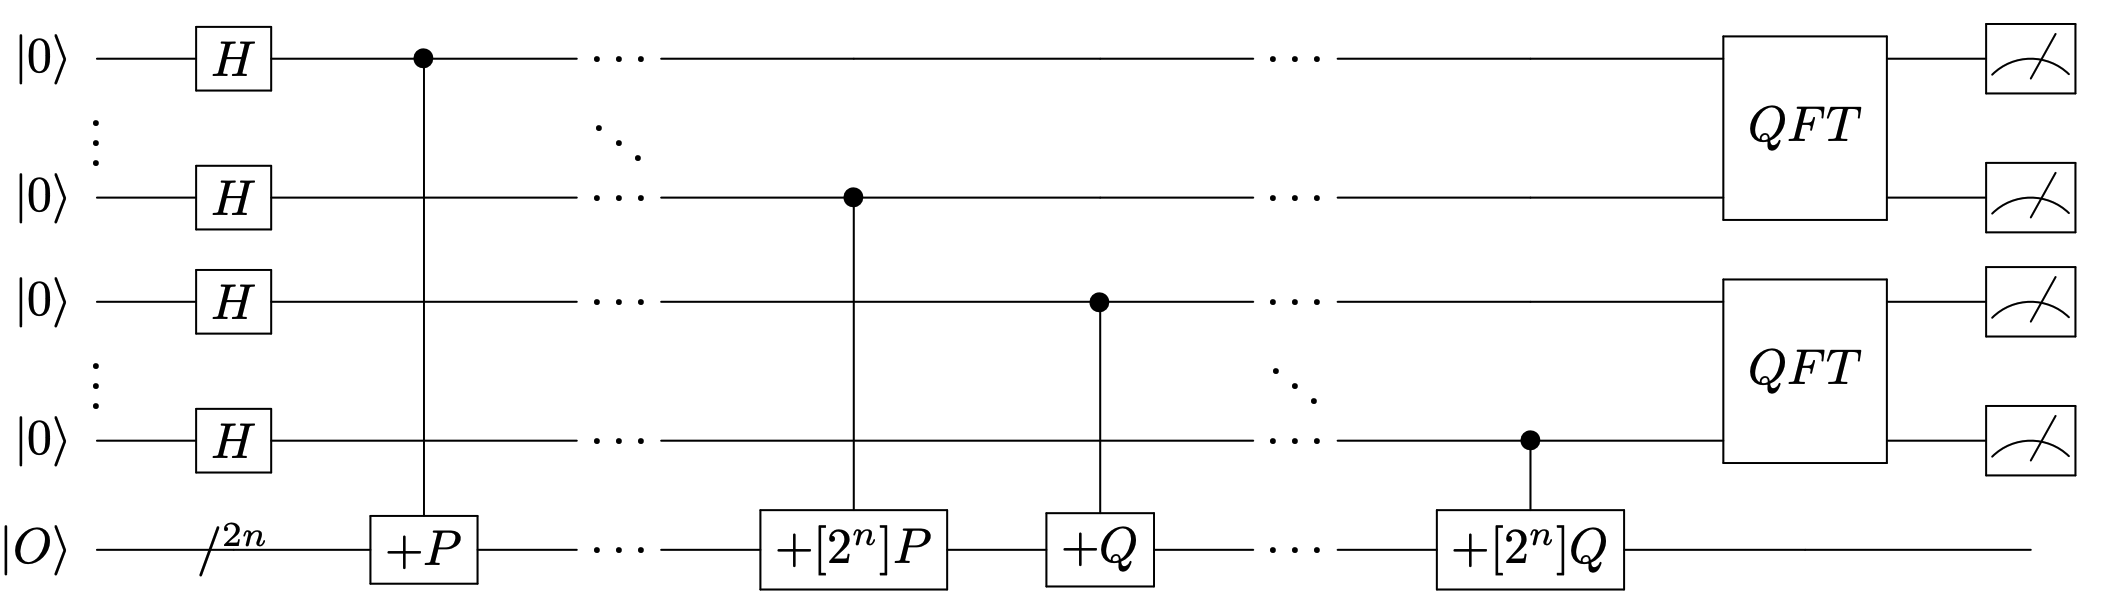 |0⟩ H ··· ··· QFT
|0⟩ H ··· ···
|0⟩ H ··· ··· QFT
|0⟩ H ··· ···
|O⟩ 2n +P ··· +[2ⁿ]P +Q ··· +[2ⁿ]Q